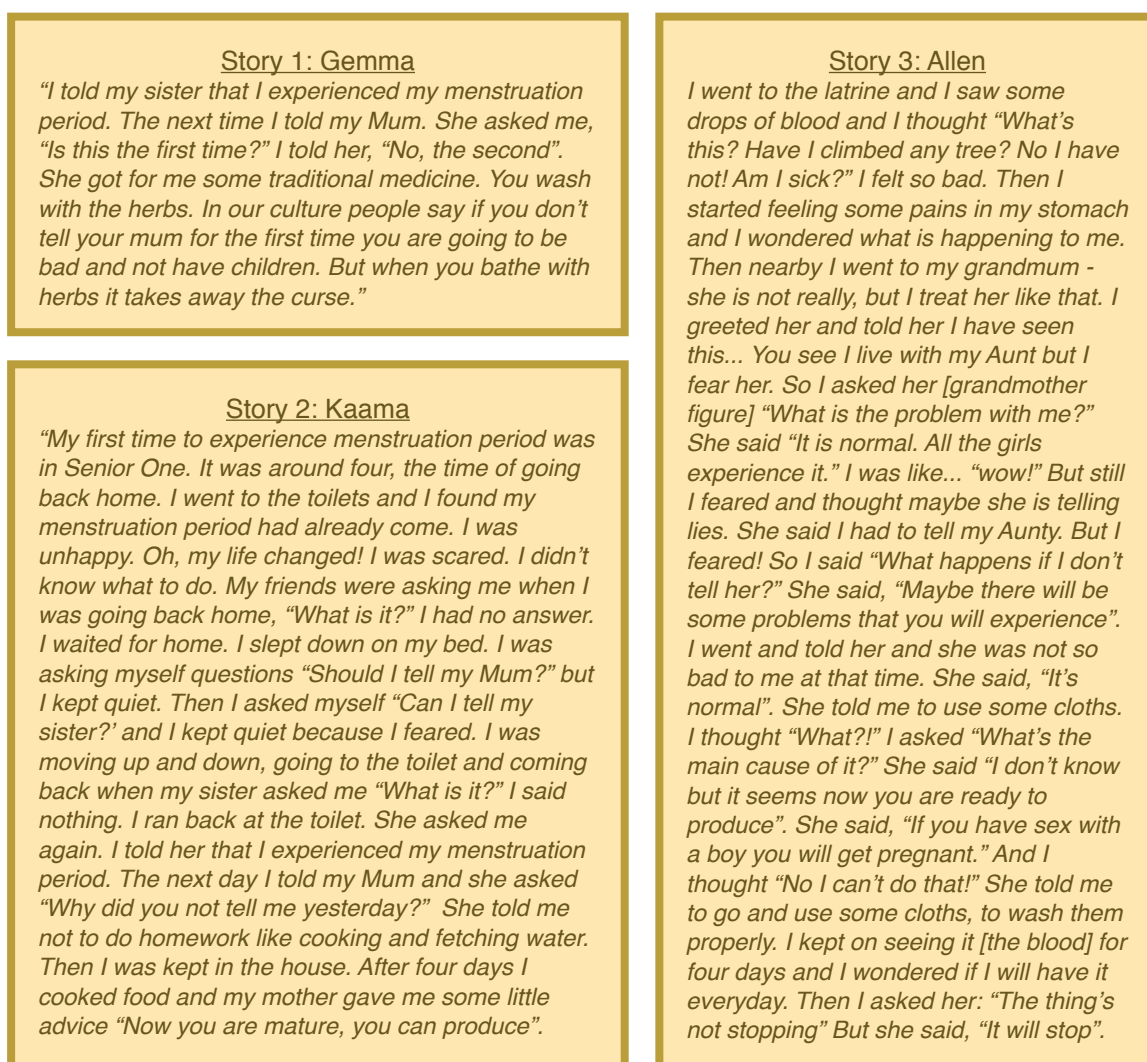 Story 1: Gemma
“I told my sister that I experienced my menstruation
period. The next time I told my Mum. She asked me,
“Is this the first time?” I told her, “No, the second”.
She got for me some traditional medicine. You wash
with the herbs. In our culture people say if you don’t
tell your mum for the first time you are going to be
bad and not have children. But when you bathe with
herbs it takes away the curse.”
Story 2: Kaama
“My first time to experience menstruation period was
in Senior One. It was around four, the time of going
back home. I went to the toilets and I found my
menstruation period had already come. I was
unhappy. Oh, my life changed! I was scared. I didn’t
know what to do. My friends were asking me when I
was going back home, “What is it?” I had no answer.
I waited for home. I slept down on my bed. I was
asking myself questions “Should I tell my Mum?” but
I kept quiet. Then I asked myself “Can I tell my
sister?’ and I kept quiet because I feared. I was
moving up and down, going to the toilet and coming
back when my sister asked me “What is it?” I said
nothing. I ran back at the toilet. She asked me
again. I told her that I experienced my menstruation
period. The next day I told my Mum and she asked
“Why did you not tell me yesterday?”  She told me
not to do homework like cooking and fetching water.
Then I was kept in the house. After four days I
cooked food and my mother gave me some little
advice “Now you are mature, you can produce”.
Story 3: Allen
I went to the latrine and I saw some
drops of blood and I thought “What’s
this? Have I climbed any tree? No I have
not! Am I sick?” I felt so bad. Then I
started feeling some pains in my stomach
and I wondered what is happening to me.
Then nearby I went to my grandmum -
she is not really, but I treat her like that. I
greeted her and told her I have seen
this... You see I live with my Aunt but I
fear her. So I asked her [grandmother
figure] “What is the problem with me?”
She said “It is normal. All the girls
experience it.” I was like... “wow!” But still
I feared and thought maybe she is telling
lies. She said I had to tell my Aunty. But I
feared! So I said “What happens if I don’t
tell her?” She said, “Maybe there will be
some problems that you will experience”.
I went and told her and she was not so
bad to me at that time. She said, “It’s
normal”. She told me to use some cloths.
I thought “What?!” I asked “What’s the
main cause of it?” She said “I don’t know
but it seems now you are ready to
produce”. She said, “If you have sex with
a boy you will get pregnant.” And I
thought “No I can’t do that!” She told me
to go and use some cloths, to wash them
properly. I kept on seeing it [the blood] for
four days and I wondered if I will have it
everyday. Then I asked her: “The thing’s
not stopping” But she said, “It will stop”.